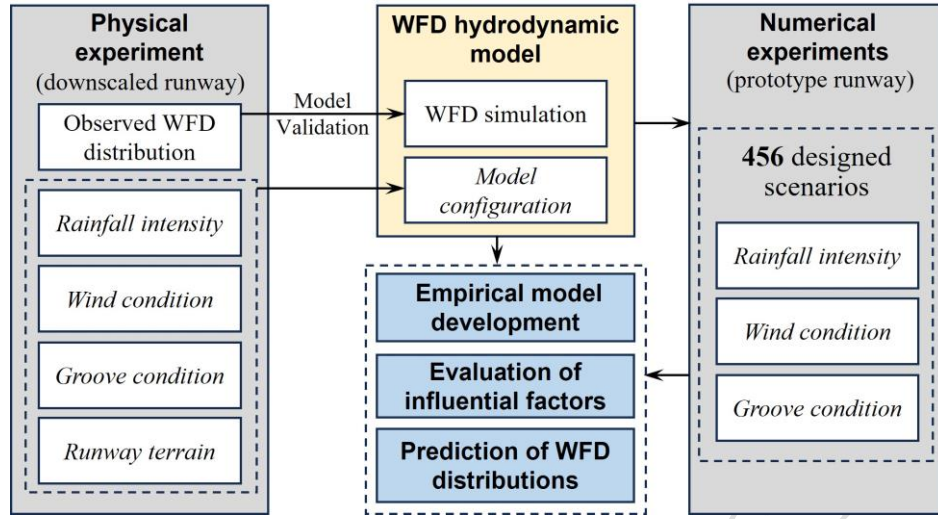 Physical
experiment
(downscaled runway)
Observed WFD
distribution
Rainfall intensity
Wind condition
Groove condition
Runway terrain
Model
Validation
WFD hydrodynamic
model
WFD simulation
Model
configuration
Empirical model
development
Evaluation of
influential factors
Prediction of WFD
distributions
Numerical
experiments
(prototype runway)
456 designed
scenarios
Rainfall intensity
Wind condition
Groove condition